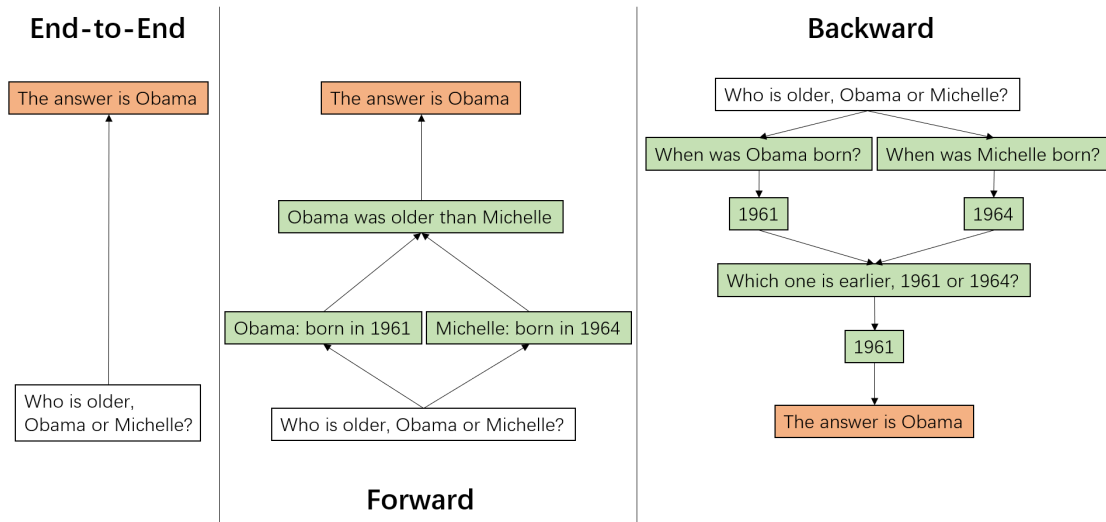 End-to-End
The answer is Obama
Who is older,
Obama or Michelle?
The answer is Obama
Obama was older than Michelle
Obama: born in 1961
Michelle: born in 1964
Who is older, Obama or Michelle?
Forward
Backward
Who is older, Obama or Michelle?
When was Obama born?
When was Michelle born?
1961
1964
Which one is earlier, 1961 or 1964?
1961
The answer is Obama